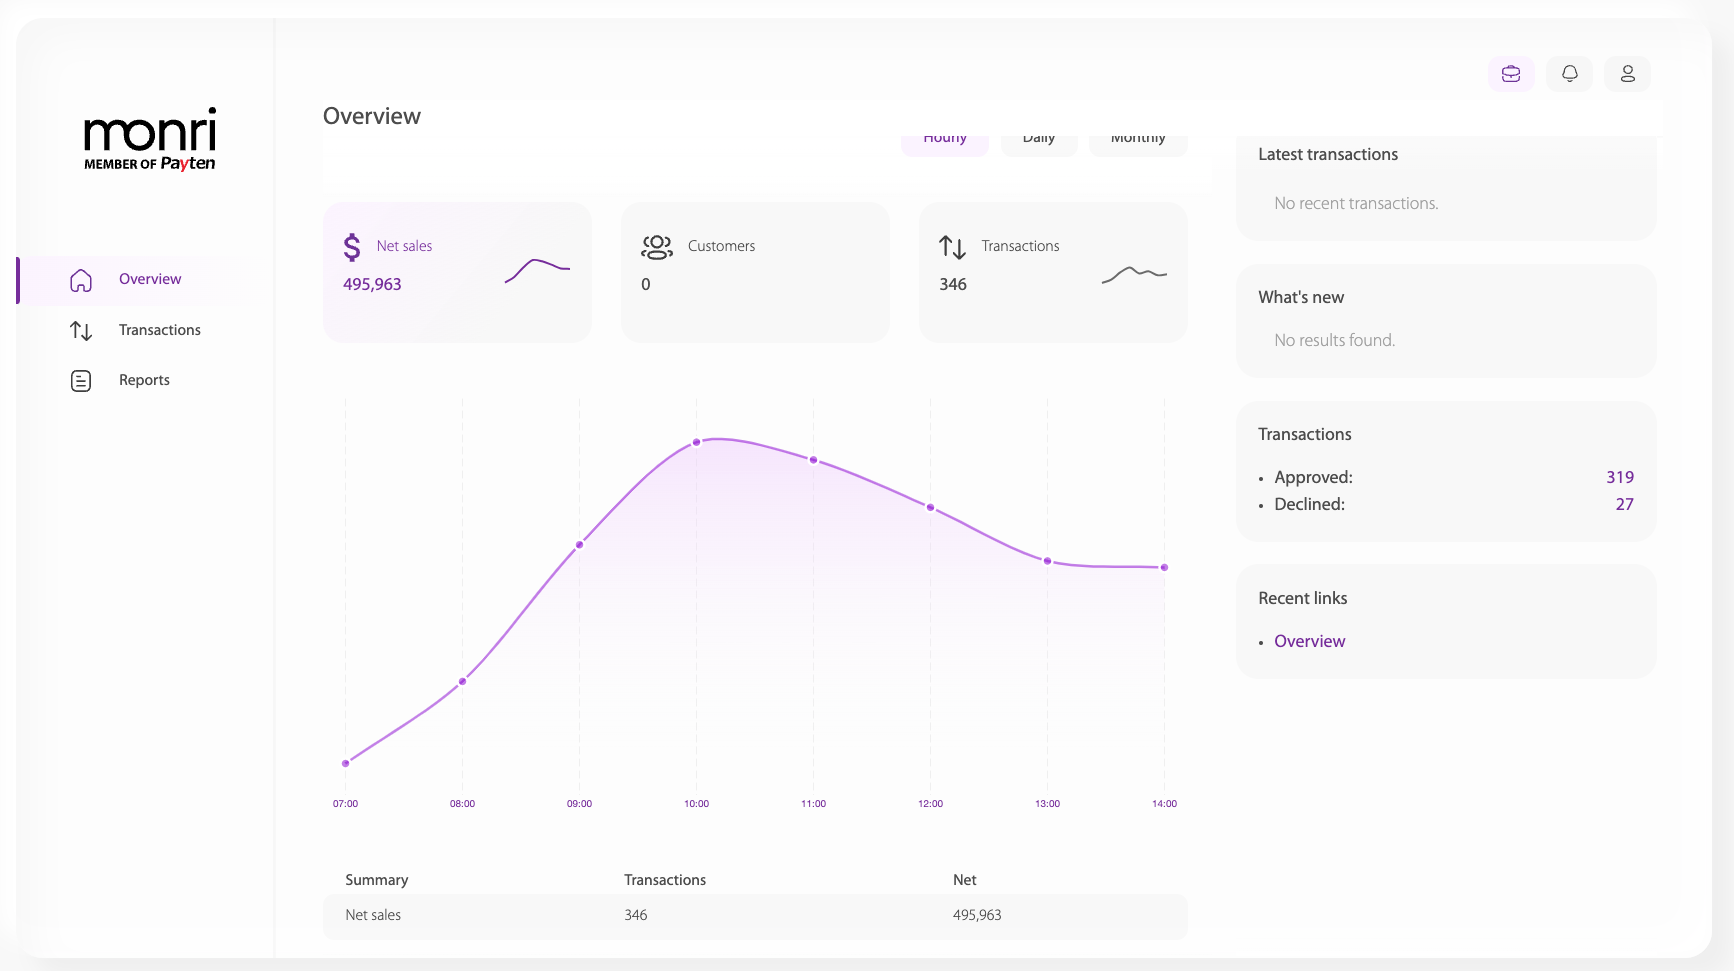 monri
MEMBER OF Payten
Overview
Transactions
Reports
Overview
Hourly Daily Monthly
Net sales
495,963
Customers
0
Transactions
346
07:00 08:00 09:00 10:00 11:00 12:00 13:00 14:00
Summary Transactions Net
Net sales 346 495,963
Latest transactions
No recent transactions.
What's new
No results found.
Transactions
• Approved: 319
• Declined: 27
Recent links
• Overview